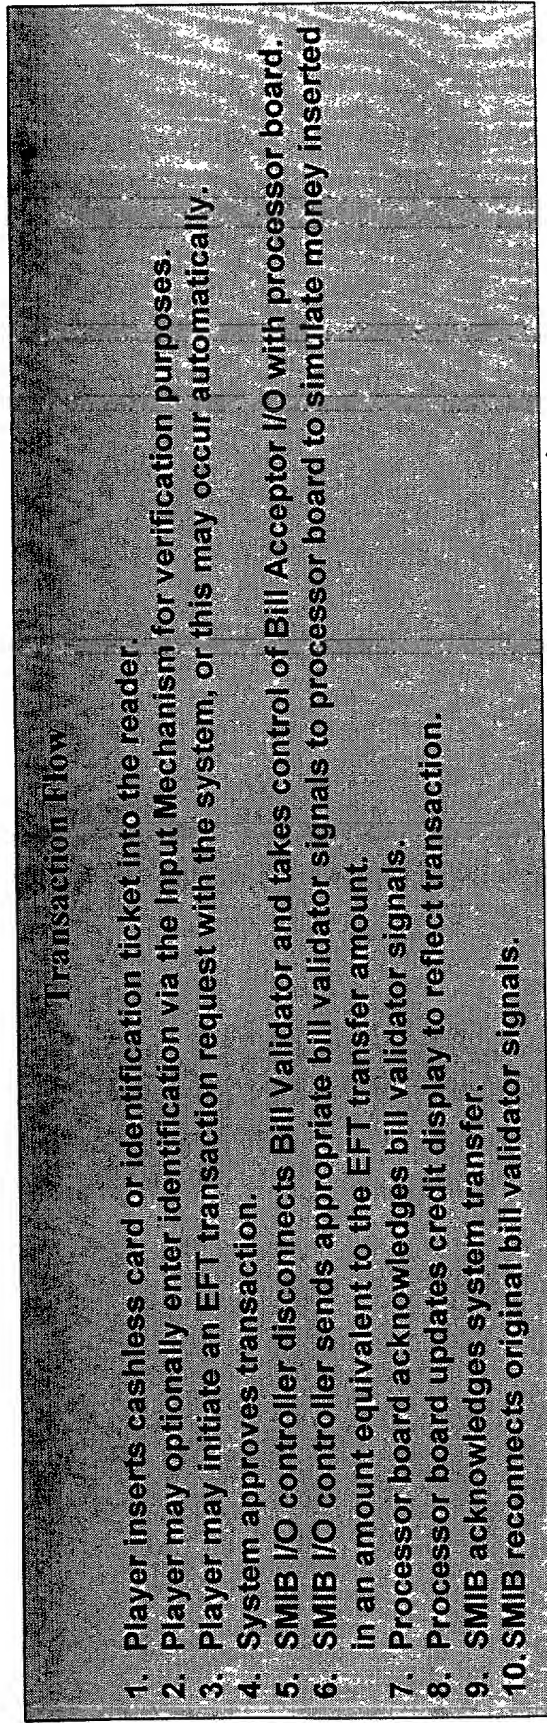 Transaction Flow
1. Player inserts cashless card or identification ticket into the reader.
2. Player may optionally enter identification via the Input Mechanism for verification purposes.
3. Player may initiate an EFT transaction request with the system, or this may occur automatically.
4. System approves transaction.
5. SMIB I/O controller disconnects Bill Validator and takes control of Bill Acceptor I/O with processor board.
6. SMIB I/O controller sends appropriate bill validator signals to processor board to simulate money inserted
in an amount equivalent to the EFT transfer amount.
7. Processor board acknowledges bill validator signals.
8. Processor board updates credit display to reflect transaction.
9. SMIB acknowledges system transfer.
10. SMIB reconnects original bill validator signals.